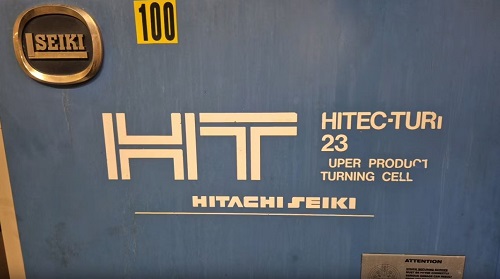 SEIKI
100
HT
HITEC-TURI
23
UPER PRODUCT
TURNING CELL
HITACHI SEIKI
ATTENTION